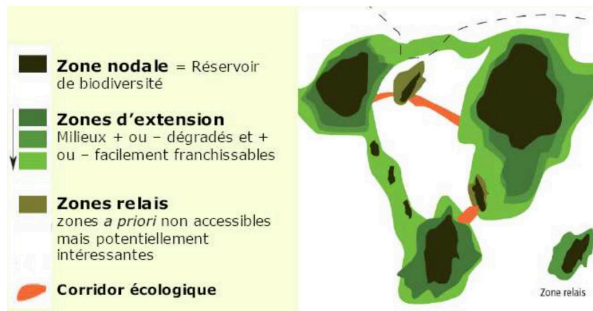 Zone nodale = Réservoir
de biodiversité
Zones d'extension
Milieux + ou – dégradés et +
ou – facilement franchissables
Zones relais
zones a priori non accessibles
mais potentiellement
intéressantes
Corridor écologique
Zone relais